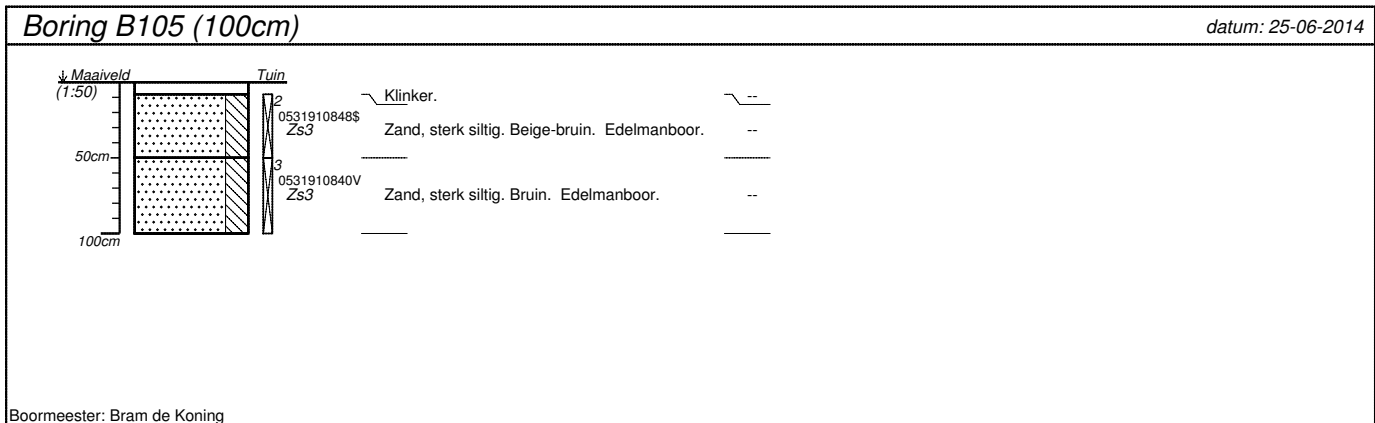 Boring B105 (100cm)
datum: 25-06-2014
Maaiveld
Tuin
(1:50)
2
Klinker.
--
0531910848$
Zs3
Zand, sterk siltig. Beige-bruin. Edelmanboor.
--
50cm
3
0531910840V
Zs3
Zand, sterk siltig. Bruin. Edelmanboor.
--
100cm
Boormeester: Bram de Koning